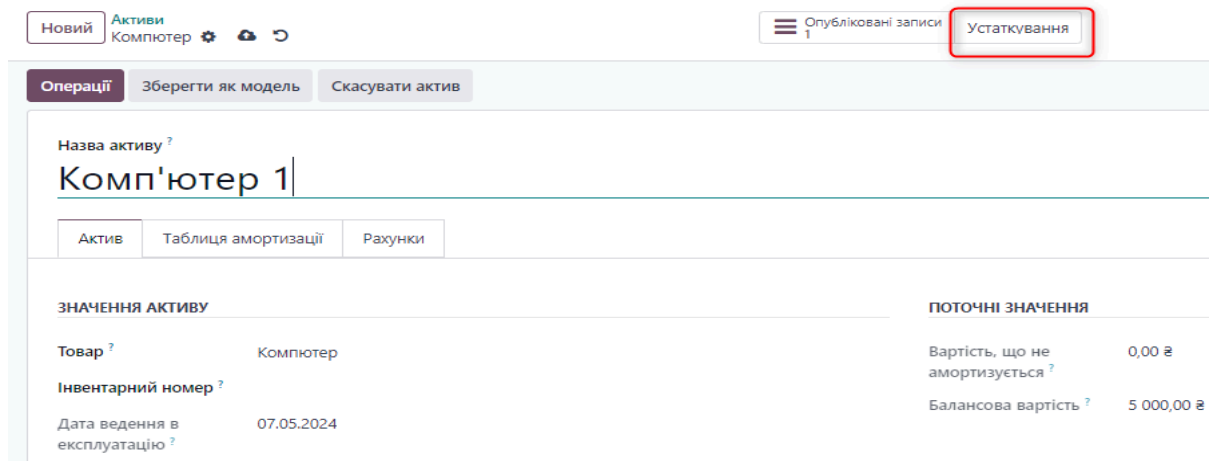 Новий
Активи
Компютер
Опубліковані записи
1
Устаткування
Операції
Зберегти як модель
Скасувати актив
Назва активу ?
Комп'ютер 1
Актив
Таблиця амортизації
Рахунки
ЗНАЧЕННЯ АКТИВУ
ПОТОЧНІ ЗНАЧЕННЯ
Товар ?
Компютер
Вартість, що не
амортизується ?
0,00 ₴
Інвентарний номер ?
Балансова вартість ?
5 000,00 ₴
Дата ведення в
експлуатацію ?
07.05.2024